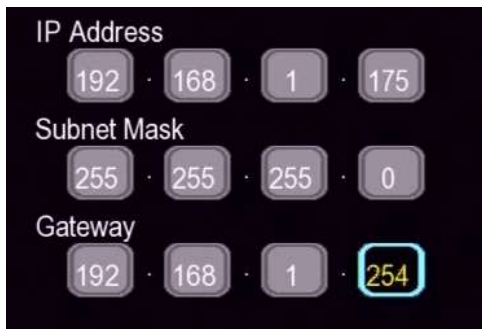 IP Address
192 . 168 . 1 . 175
Subnet Mask
255 . 255 . 255 . 0
Gateway
192 . 168 . 1 . 254